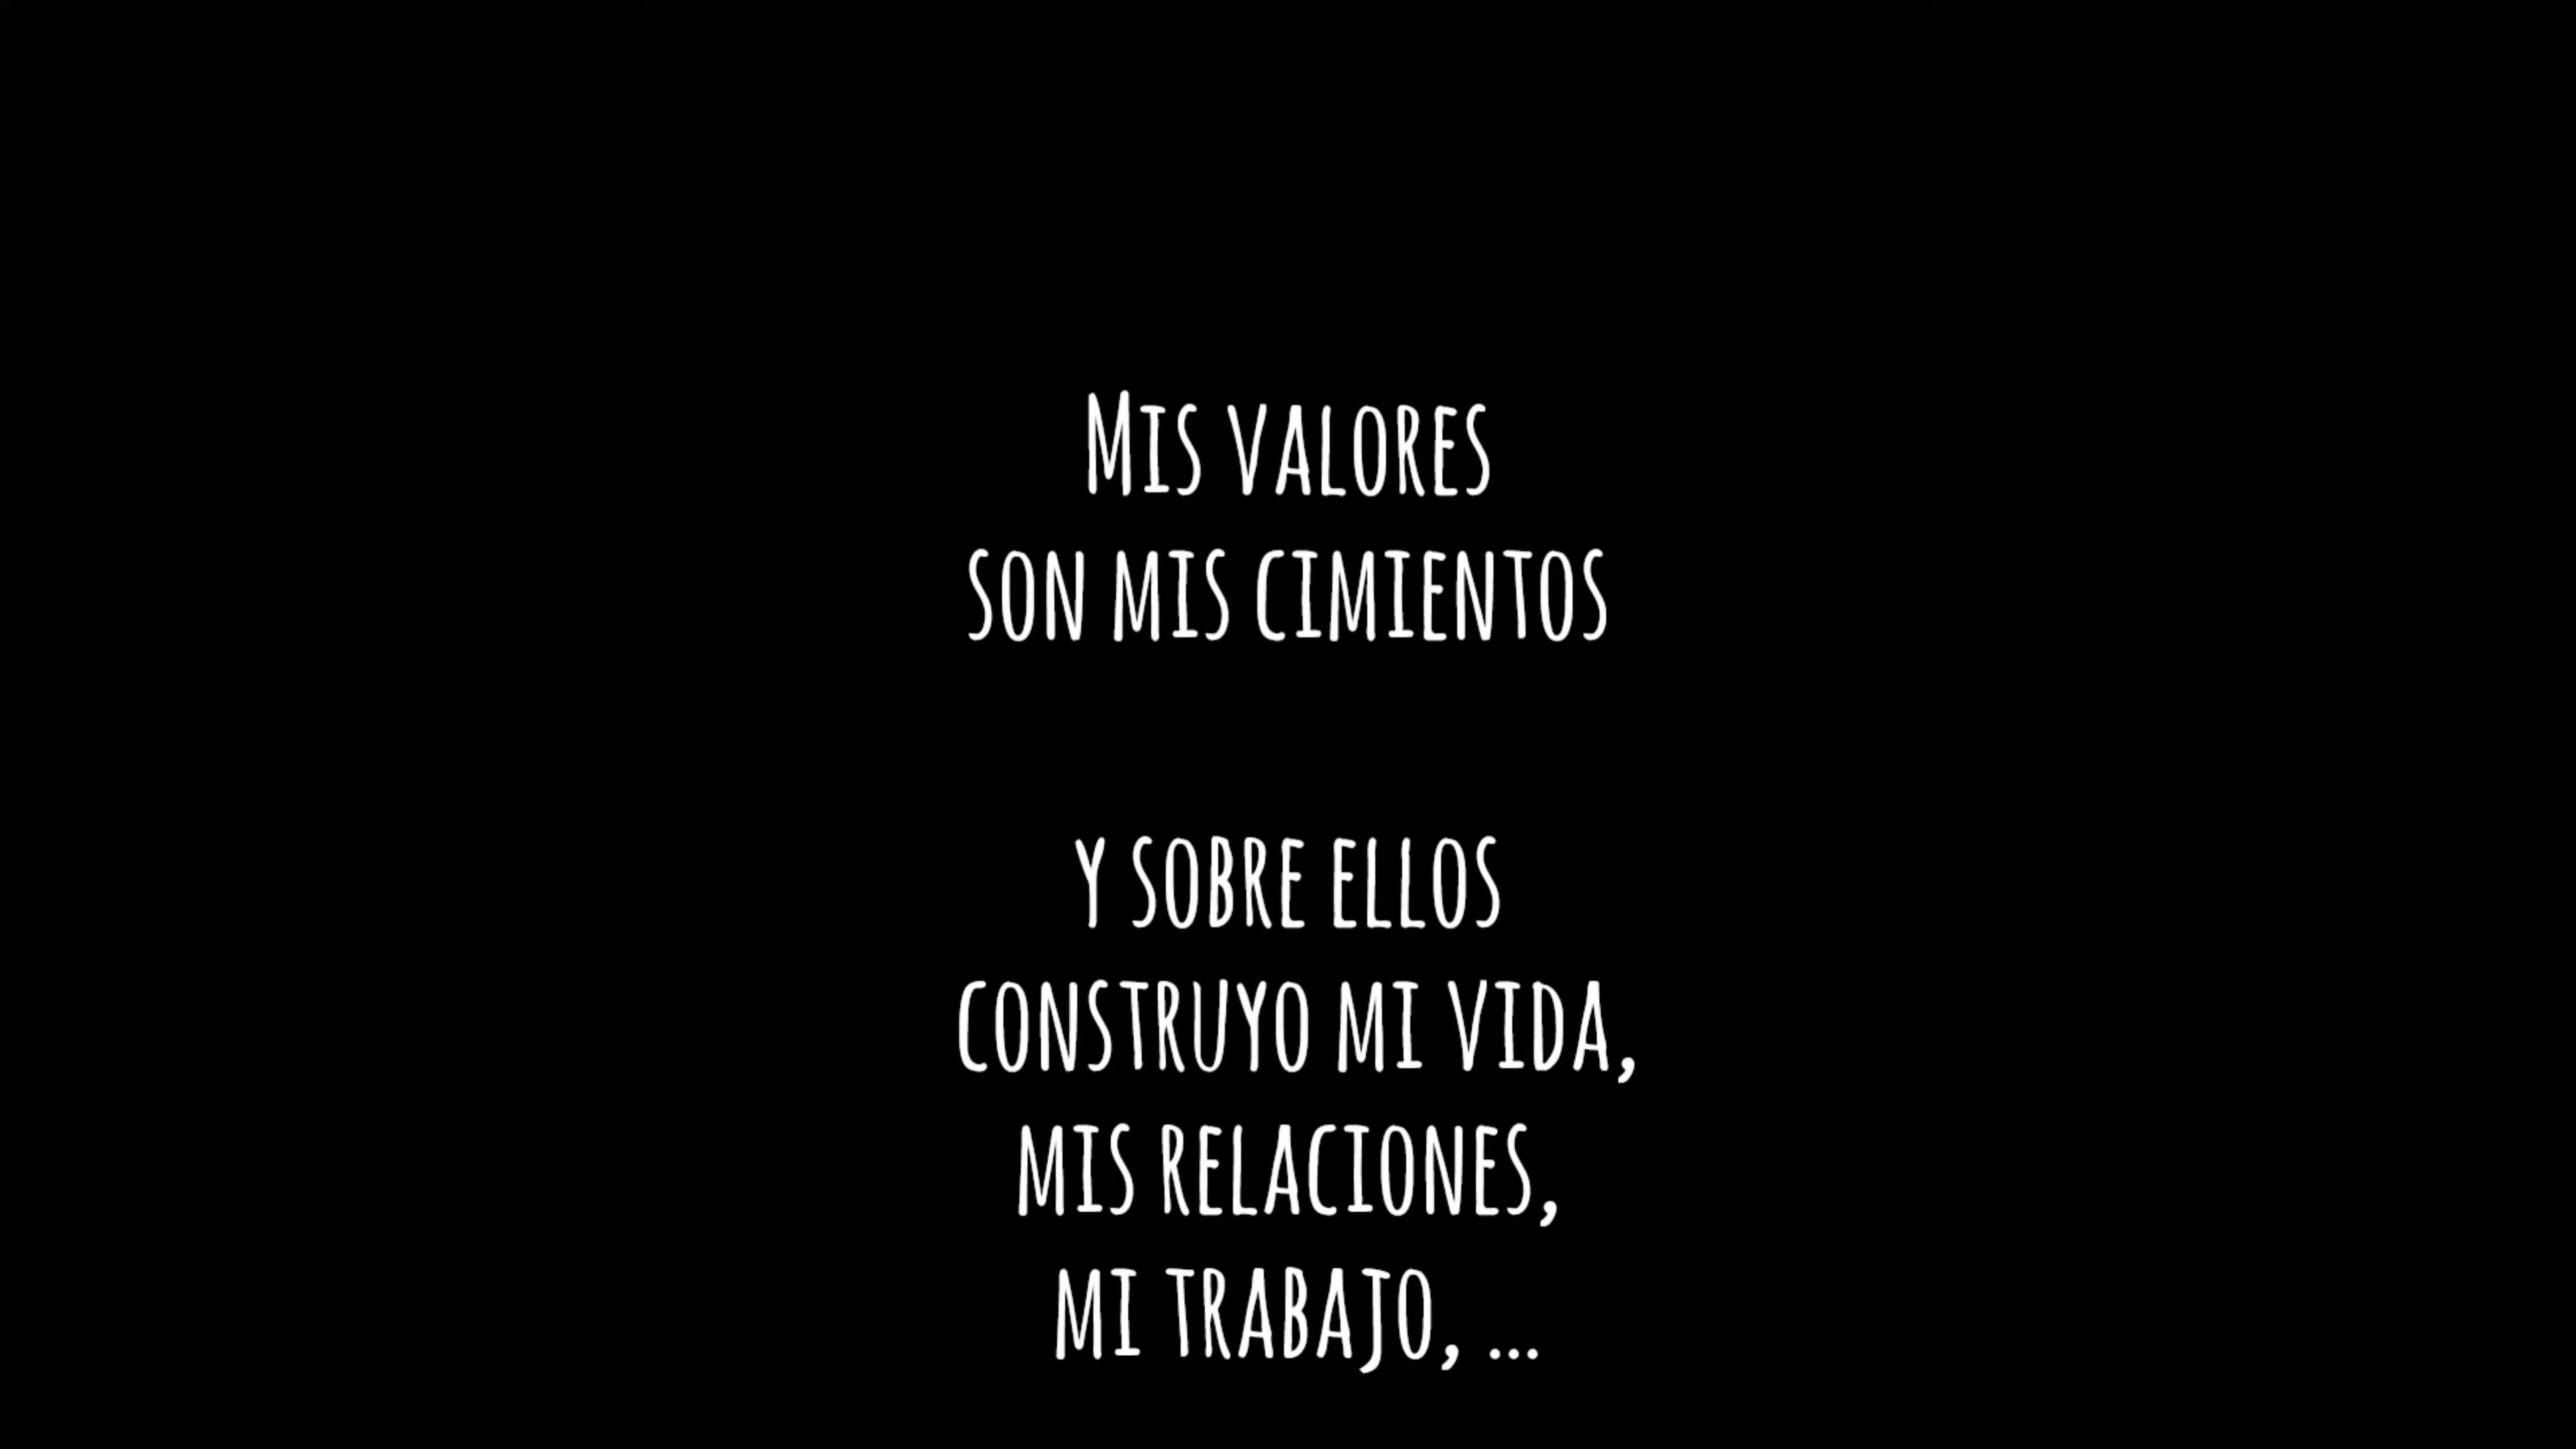 Mis valores
son mis cimientos
y sobre ellos
construyo mi vida,
mis relaciones,
mi trabajo, ...